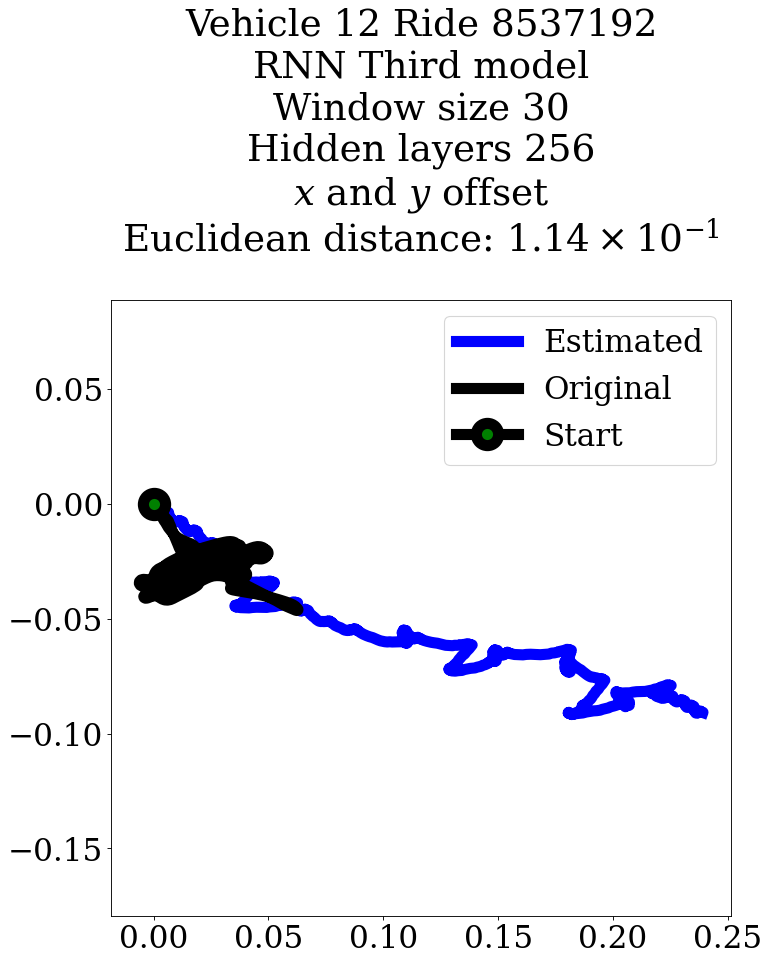 Vehicle 12 Ride 8537192
RNN Third model
Window size 30
Hidden layers 256
x and y offset
Euclidean distance: 1.14 × 10⁻¹
Estimated
Original
Start
0.05
0.00
−0.05
−0.10
−0.15
0.00 0.05 0.10 0.15 0.20 0.25